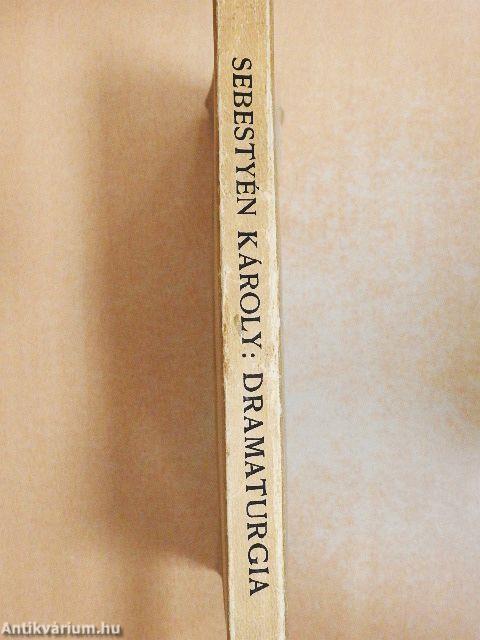 SEBESTYÉN KÁROLY: DRAMATURGIA
Antikvárium.hu